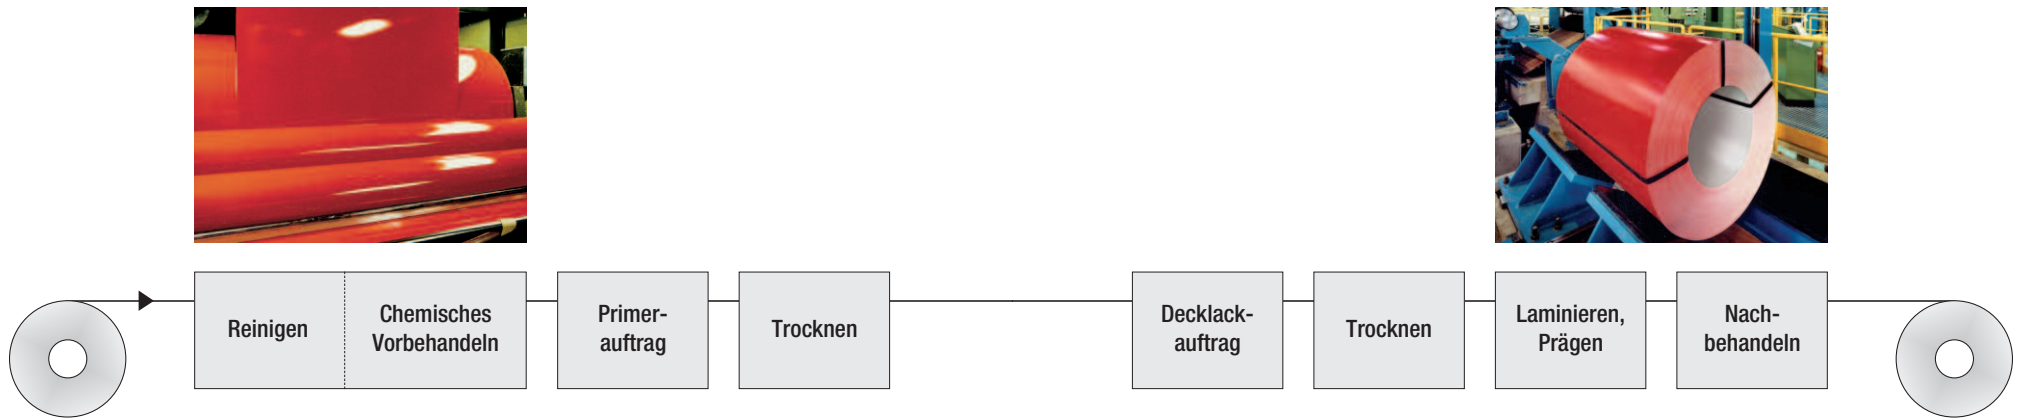 Reinigen
Chemisches
Vorbehandeln
Primer-
auftrag
Trocknen
Decklack-
auftrag
Trocknen
Laminieren,
Prägen
Nach-
behandeln